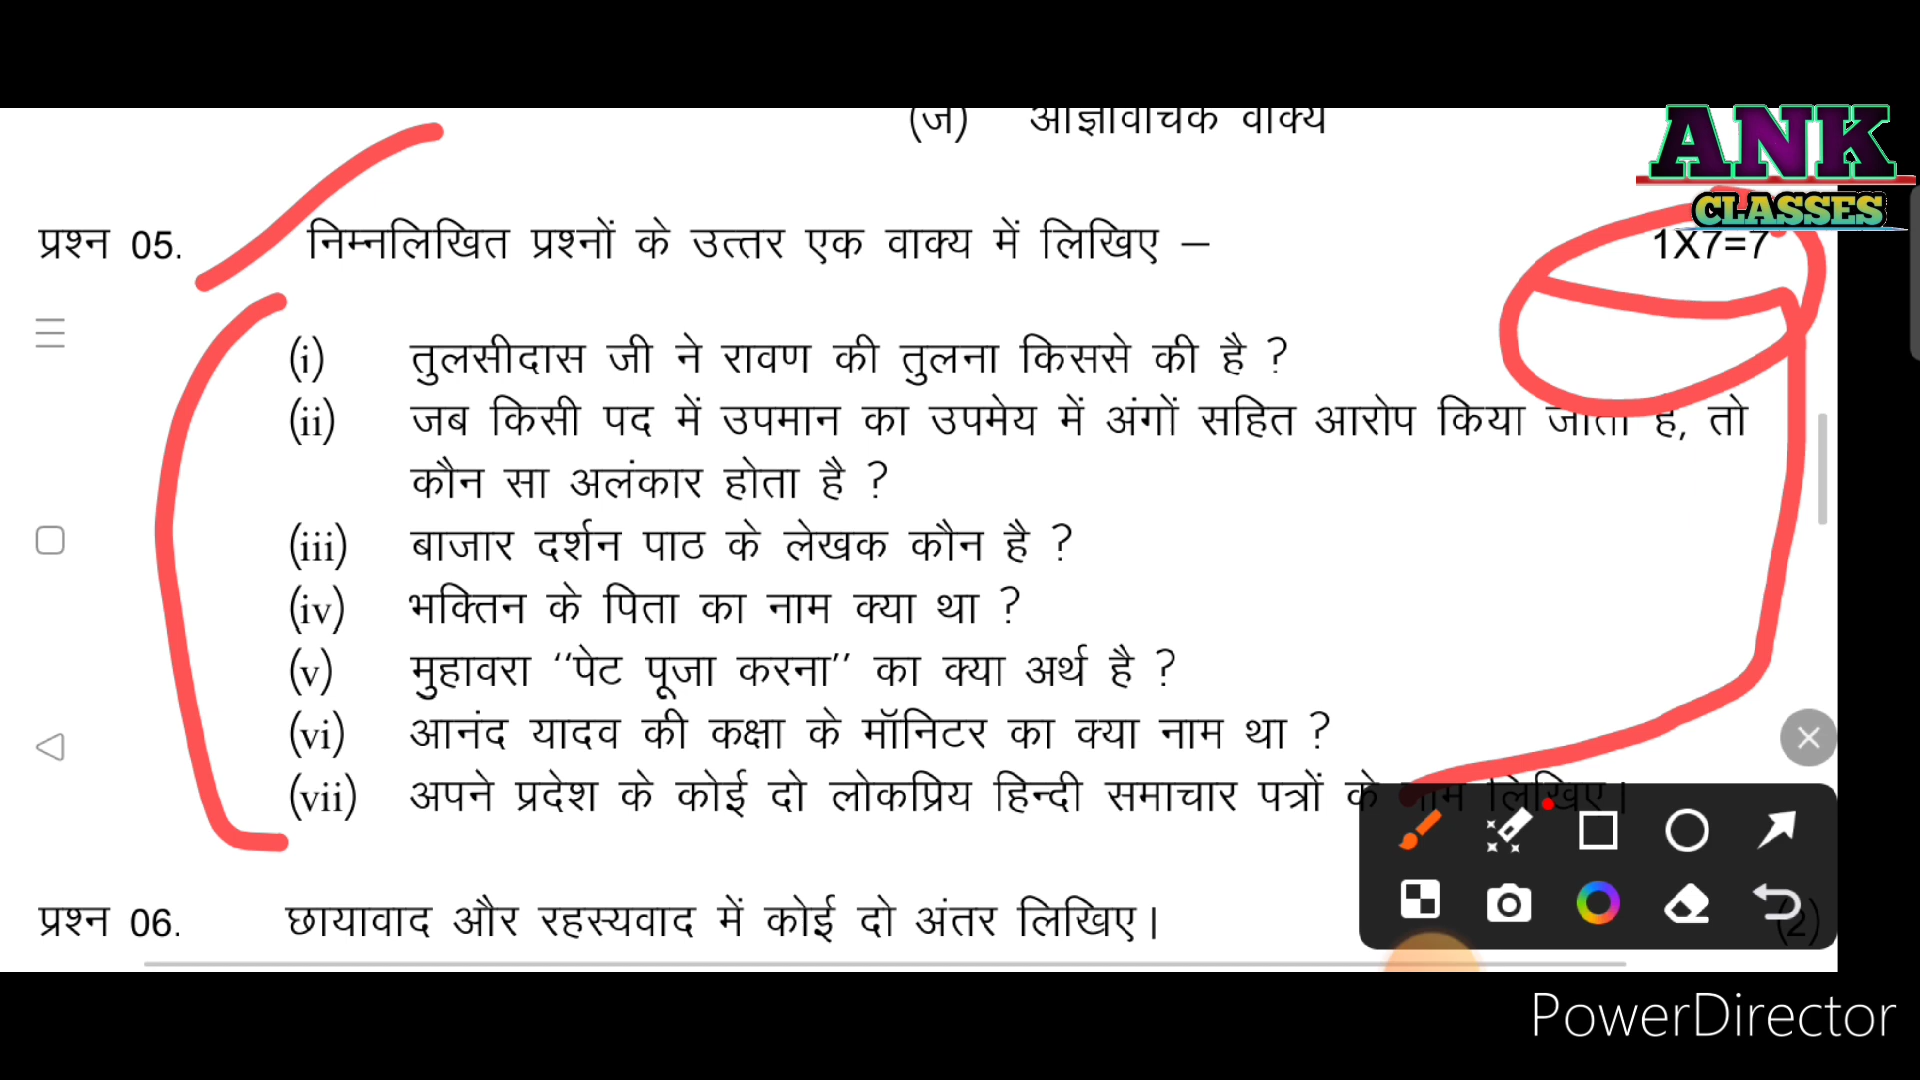 (ज) आज्ञावाचक वाक्य
ANK
CLASSES
प्रश्न 05. निम्नलिखित प्रश्नों के उत्तर एक वाक्य में लिखिए – 1X7=7
(i) तुलसीदास जी ने रावण की तुलना किससे की है ?
(ii) जब किसी पद में उपमान का उपमेय में अंगों सहित आरोप किया जाता है, तो
कौन सा अलंकार होता है ?
(iii) बाजार दर्शन पाठ के लेखक कौन है ?
(iv) भक्तिन के पिता का नाम क्या था ?
(v) मुहावरा ‘‘पेट पूजा करना’’ का क्या अर्थ है ?
(vi) आनंद यादव की कक्षा के मॉनिटर का क्या नाम था ?
(vii) अपने प्रदेश के कोई दो लोकप्रिय हिन्दी समाचार पत्रों के नाम लिखिए।
प्रश्न 06. छायावाद और रहस्यवाद में कोई दो अंतर लिखिए। (2)
PowerDirector